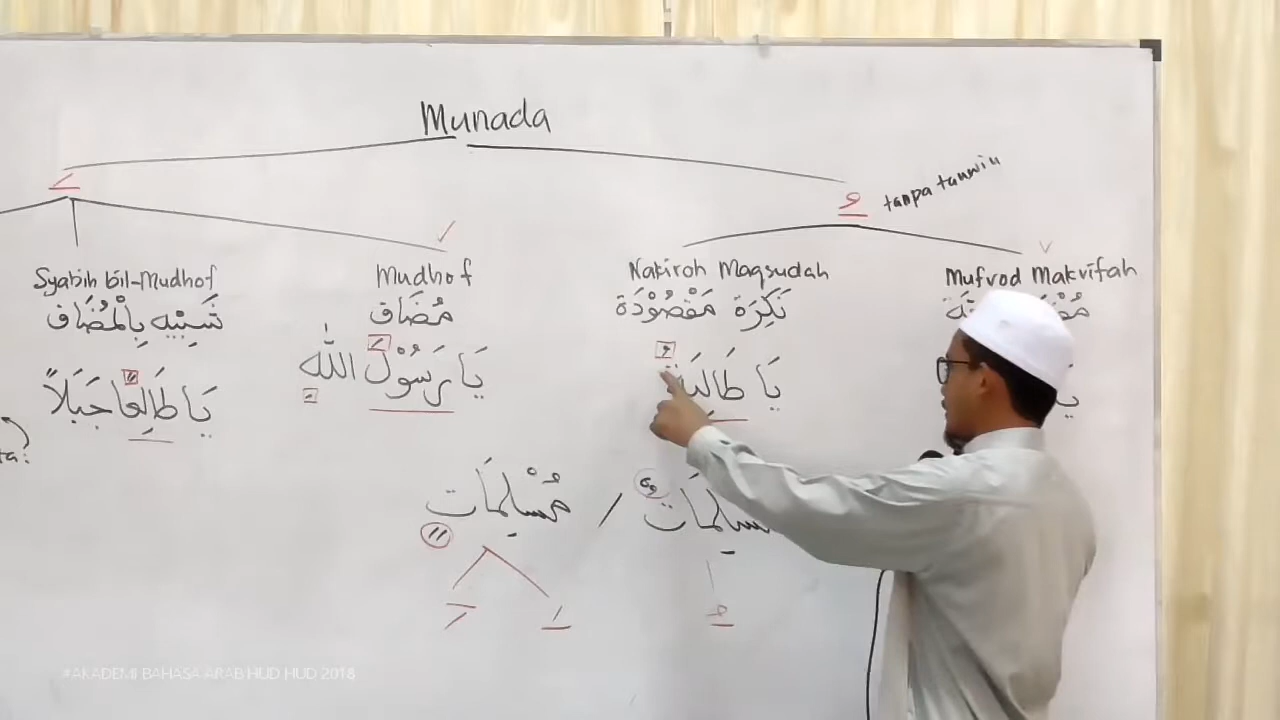 Munada
tanpa tanwin
Syabih bil-Mudhof
شَبِيْه بِالْمُضَاف
يَا طَالِعًا جَبَلاً
Mudhof
مُضَاف
يَا رَسُوْلَ الله
Nakiroh Maqsudah
نَكِرَة مَقْصُوْدَة
يَا طَالِبَةُ
Mufrod Makrifah
مُسْلِمَات /
#AKADEMI BAHASA ARAB HUD HUD 2018